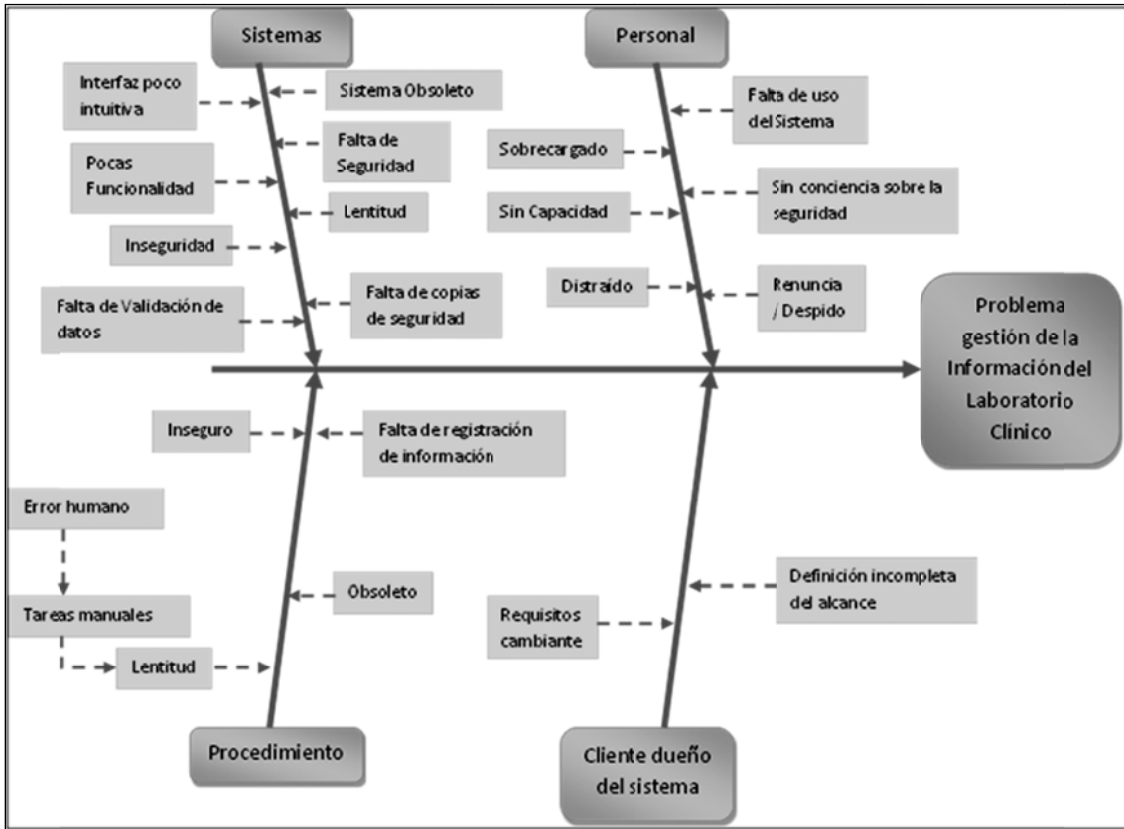 Sistemas
Interfaz poco
intuitiva
Sistema Obsoleto
Falta de
Seguridad
Pocas
Funcionalidad
Lentitud
Inseguridad
Falta de copias
de seguridad
Falta de Validación de
datos
Personal
Falta de uso
del Sistema
Sobrecargado
Sin conciencia sobre la
seguridad
Sin Capacidad
Distraído
Renuncia
/ Despido
Problema
gestión de la
Información del
Laboratorio
Clínico
Inseguro
Falta de registración
de información
Error humano
Obsoleto
Tareas manuales
Lentitud
Procedimiento
Definición incompleta
del alcance
Requisitos
cambiante
Cliente dueño
del sistema